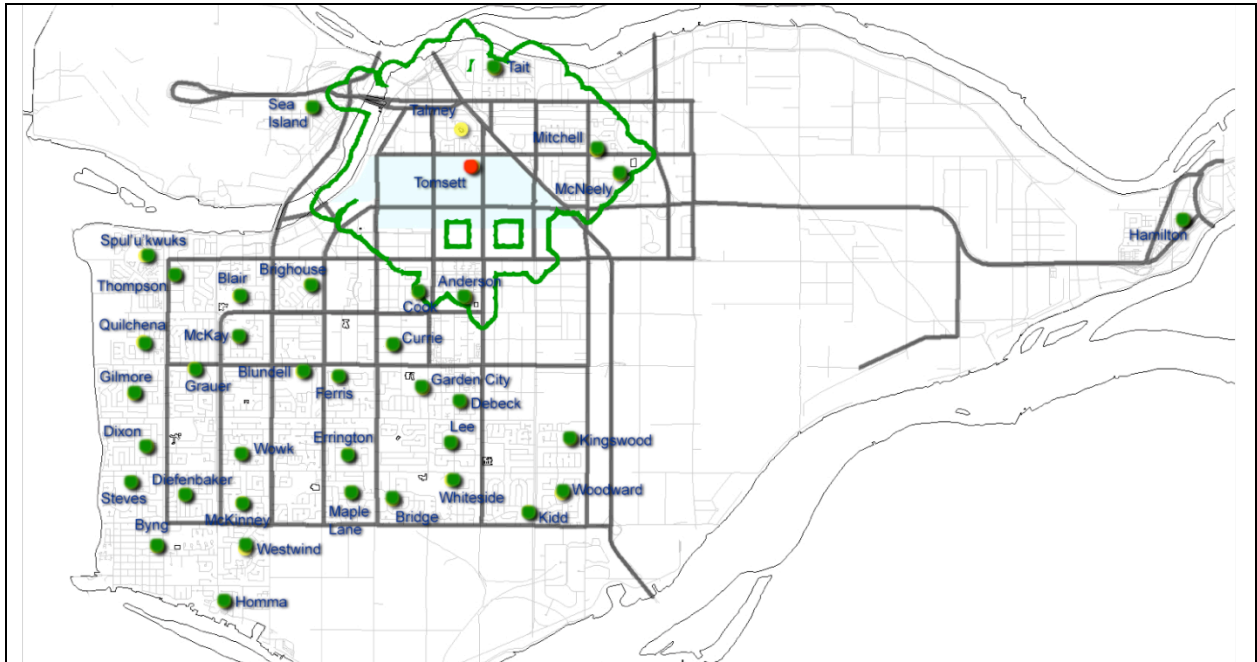 Tait
Sea
Island
Talmey
Mitchell
Tomsett
McNeely
Hamilton
Spul'u'kwuks
Thompson
Blair
Brighouse
Anderson
Cook
Quilchena
McKay
Currie
Gilmore
Grauer
Blundell
Ferris
Garden City
Debeck
Dixon
Wowk
Errington
Lee
Kingswood
Steves
Diefenbaker
McKinney
Maple
Lane
Bridge
Whiteside
Kidd
Woodward
Byng
Westwind
Homma